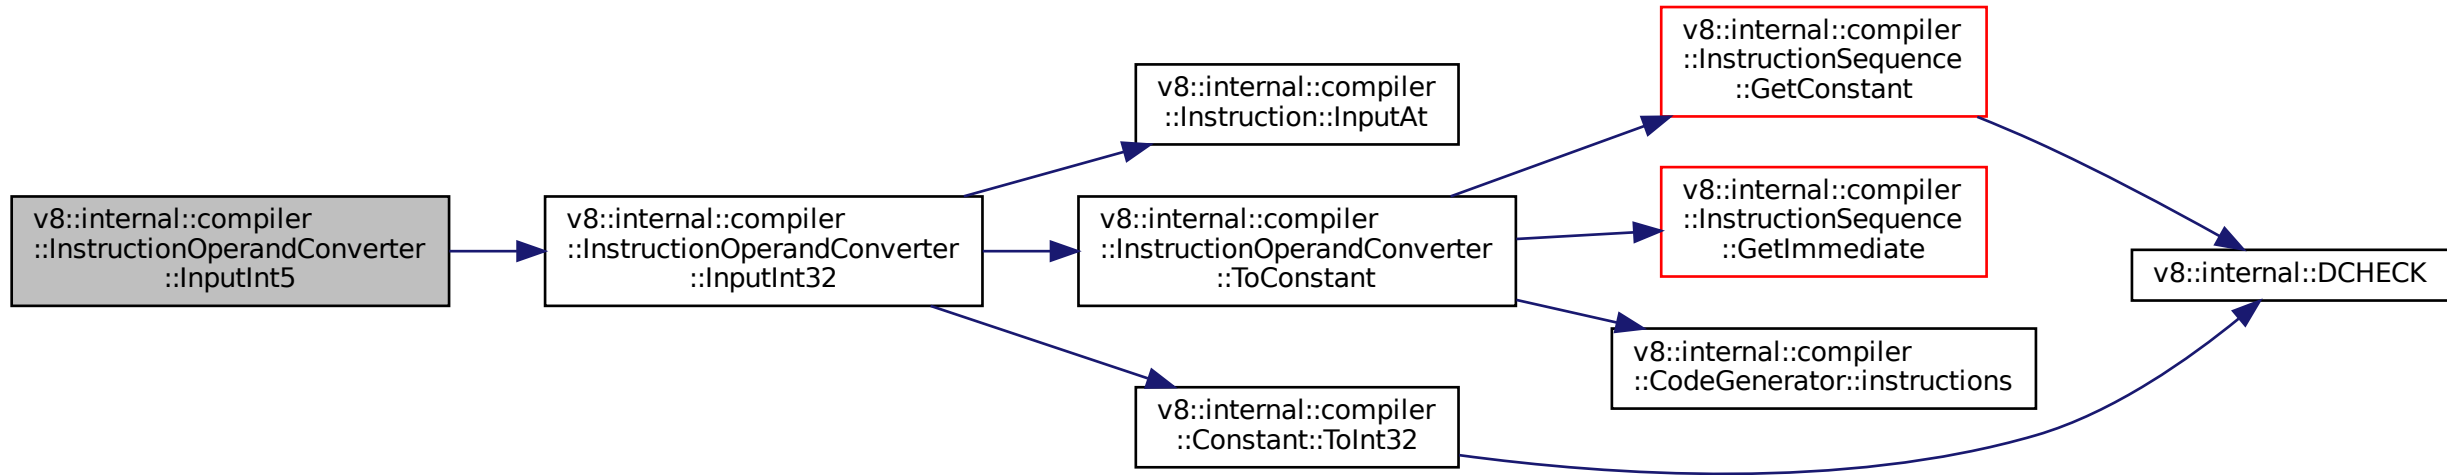 v8::internal::compiler
::InstructionOperandConverter
::InputInt5
v8::internal::compiler
::InstructionOperandConverter
::InputInt32
v8::internal::compiler
::Instruction::InputAt
v8::internal::compiler
::InstructionOperandConverter
::ToConstant
v8::internal::compiler
::Constant::ToInt32
v8::internal::compiler
::InstructionSequence
::GetConstant
v8::internal::compiler
::InstructionSequence
::GetImmediate
v8::internal::compiler
::CodeGenerator::instructions
v8::internal::DCHECK